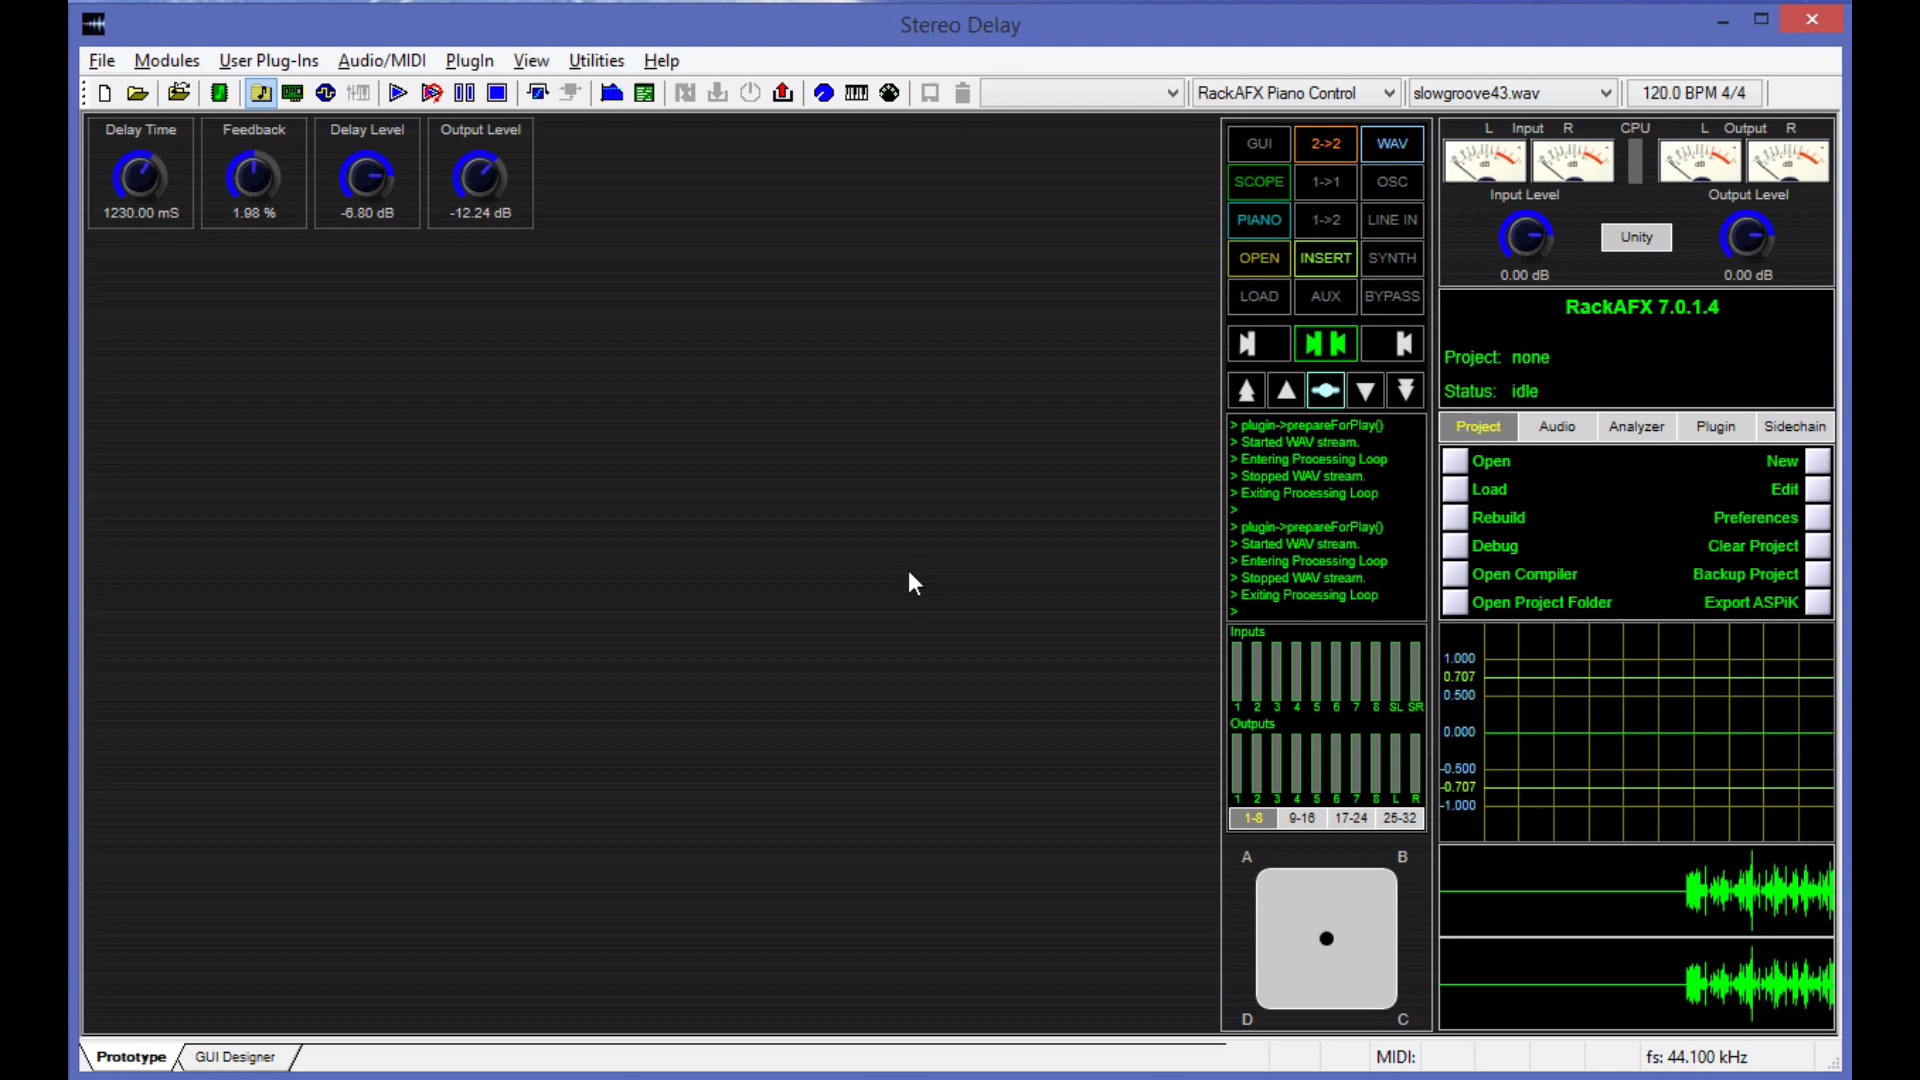 Stereo Delay
File Modules User Plug-Ins Audio/MIDI PlugIn View Utilities Help
RackAFX Piano Control slowgroove43.wav 120.0 BPM 4/4
Delay Time Feedback Delay Level Output Level
1230.00 mS 1.98 % -6.80 dB -12.24 dB
GUI 2->2 WAV
SCOPE 1->1 OSC
PIANO 1->2 LINE IN
OPEN INSERT SYNTH
LOAD AUX BYPASS
> plugin->prepareForPlay()
> Started WAV stream.
> Entering Processing Loop
> Stopped WAV stream.
> Exiting Processing Loop
>
> plugin->prepareForPlay()
> Started WAV stream.
> Entering Processing Loop
> Stopped WAV stream.
> Exiting Processing Loop
>
Inputs
1 2 3 4 5 6 7 8 SL SR
Outputs
1 2 3 4 5 6 7 8 L R
1-8 9-16 17-24 25-32
A B
D C
L Input R CPU L Output R
dB dB dB dB
Input Level Output Level
Unity
0.00 dB 0.00 dB
RackAFX 7.0.1.4
Project: none
Status: idle
Project Audio Analyzer Plugin Sidechain
Open New
Load Edit
Rebuild Preferences
Debug Clear Project
Open Compiler Backup Project
Open Project Folder Export ASPiK
1.000
0.707
0.500
0.000
-0.500
-0.707
-1.000
Prototype GUI Designer MIDI: fs: 44.100 kHz